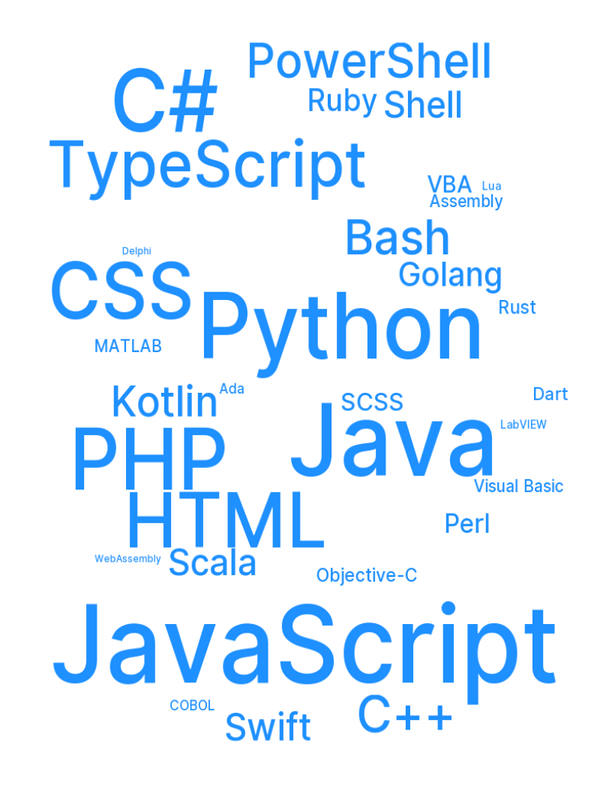 PowerShell
C#
Ruby Shell
TypeScript
VBA Lua
Assembly
Bash
Delphi
CSS
Golang
Python
Rust
MATLAB
Kotlin Ada
SCSS
Dart
Java
LabVIEW
PHP
Visual Basic
HTML
Perl
WebAssembly
Scala
Objective-C
JavaScript
COBOL
C++
Swift